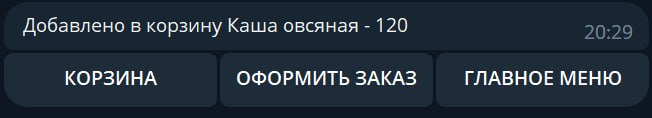 Добавлено в корзину Каша овсяная - 120
20:29
КОРЗИНА
ОФОРМИТЬ ЗАКАЗ
ГЛАВНОЕ МЕНЮ